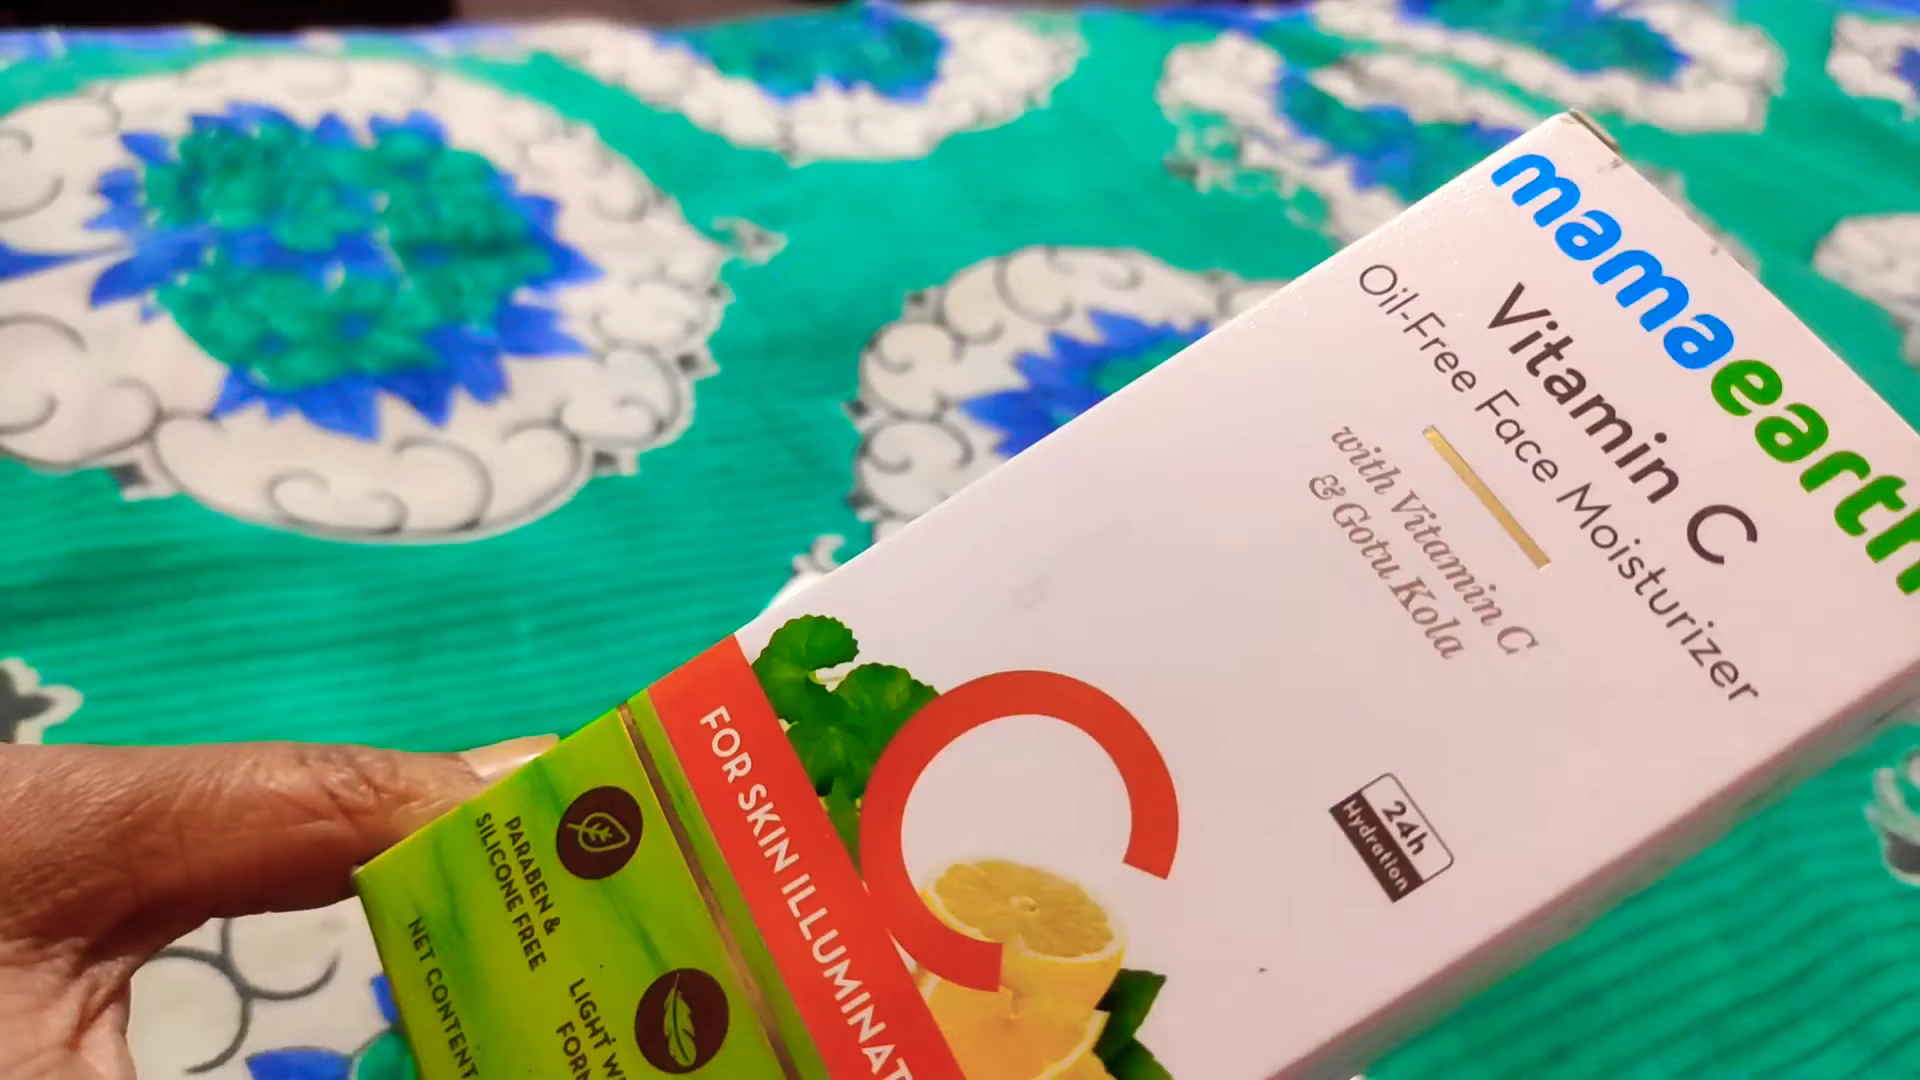 mamaearth
Vitamin C
Oil-Free Face Moisturizer
with Vitamin C
& Gotu Kola
24h
Hydration
FOR SKIN
PARABEN &
SILICONE FREE
LIGHT
NET CONTENT